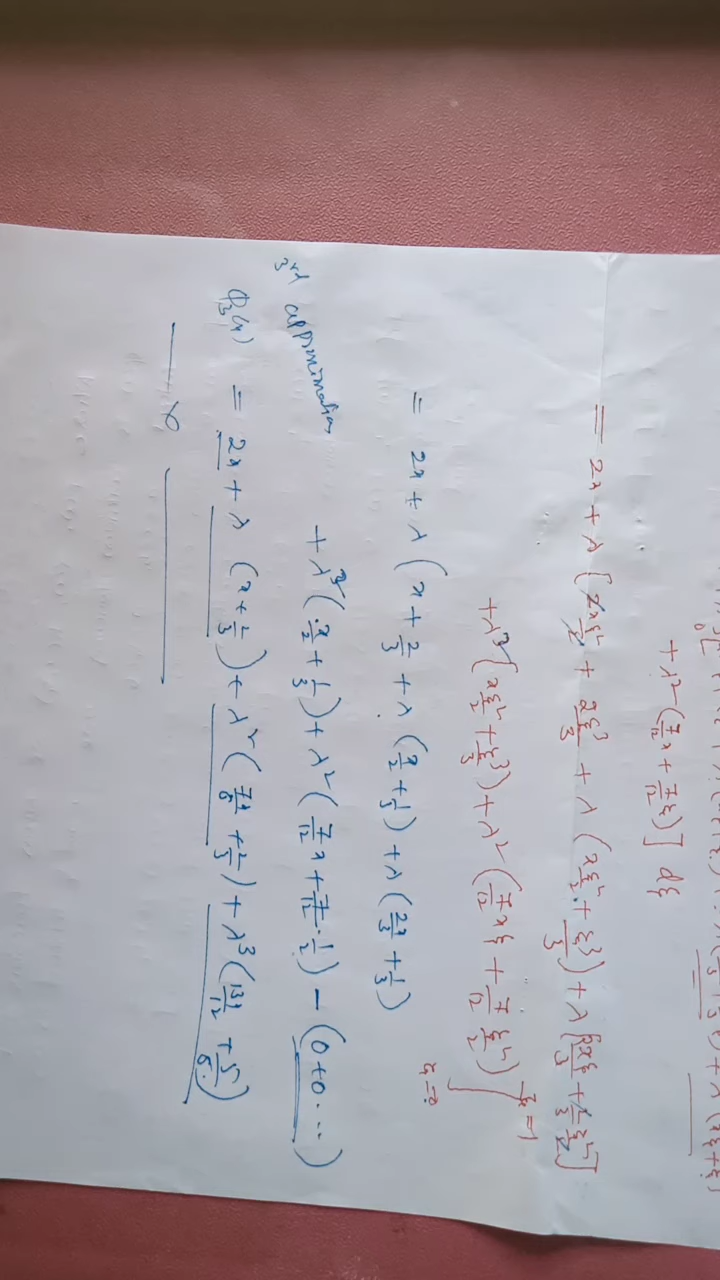 + λ² (7/12 x + 7/12 ξ) ] dξ
= 2x + λ [ 2xξ²/2 + 2ξ³/3 + λ ( xξ²/2 + ξ³/3 ) + λ [ 2xξ/3 + 2/3 ξ²/2 ]
+ λ² [ xξ²/2 + ξ³/3 ) + λ² ( 7/12 xξ + 7/12 ξ²/2 ) ] ξ=0 ξ=1
= 2x + λ ( x + 2/3 + λ ( x/2 + 1/3 ) + λ ( 2x/3 + 1/3 )
+ λ² ( x/2 + 1/3 ) + λ² ( 7/12 x + 7/12 · 1/2 ) − ( 0+0 ... )
3rd approximation
φ₃(x) = 2x + λ ( x + 2/3 ) + λ² ( 7x/6 + 2/3 ) + λ³ ( 13x/12 + 5/8 )